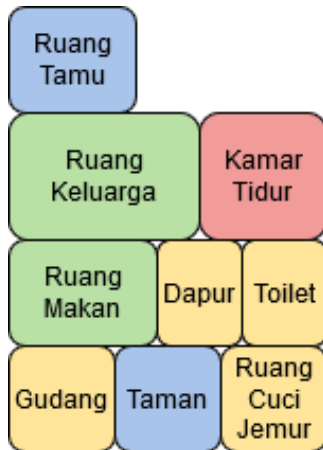 Ruang
Tamu
Ruang
Keluarga
Kamar
Tidur
Ruang
Makan
Dapur
Toilet
Gudang
Taman
Ruang
Cuci
Jemur